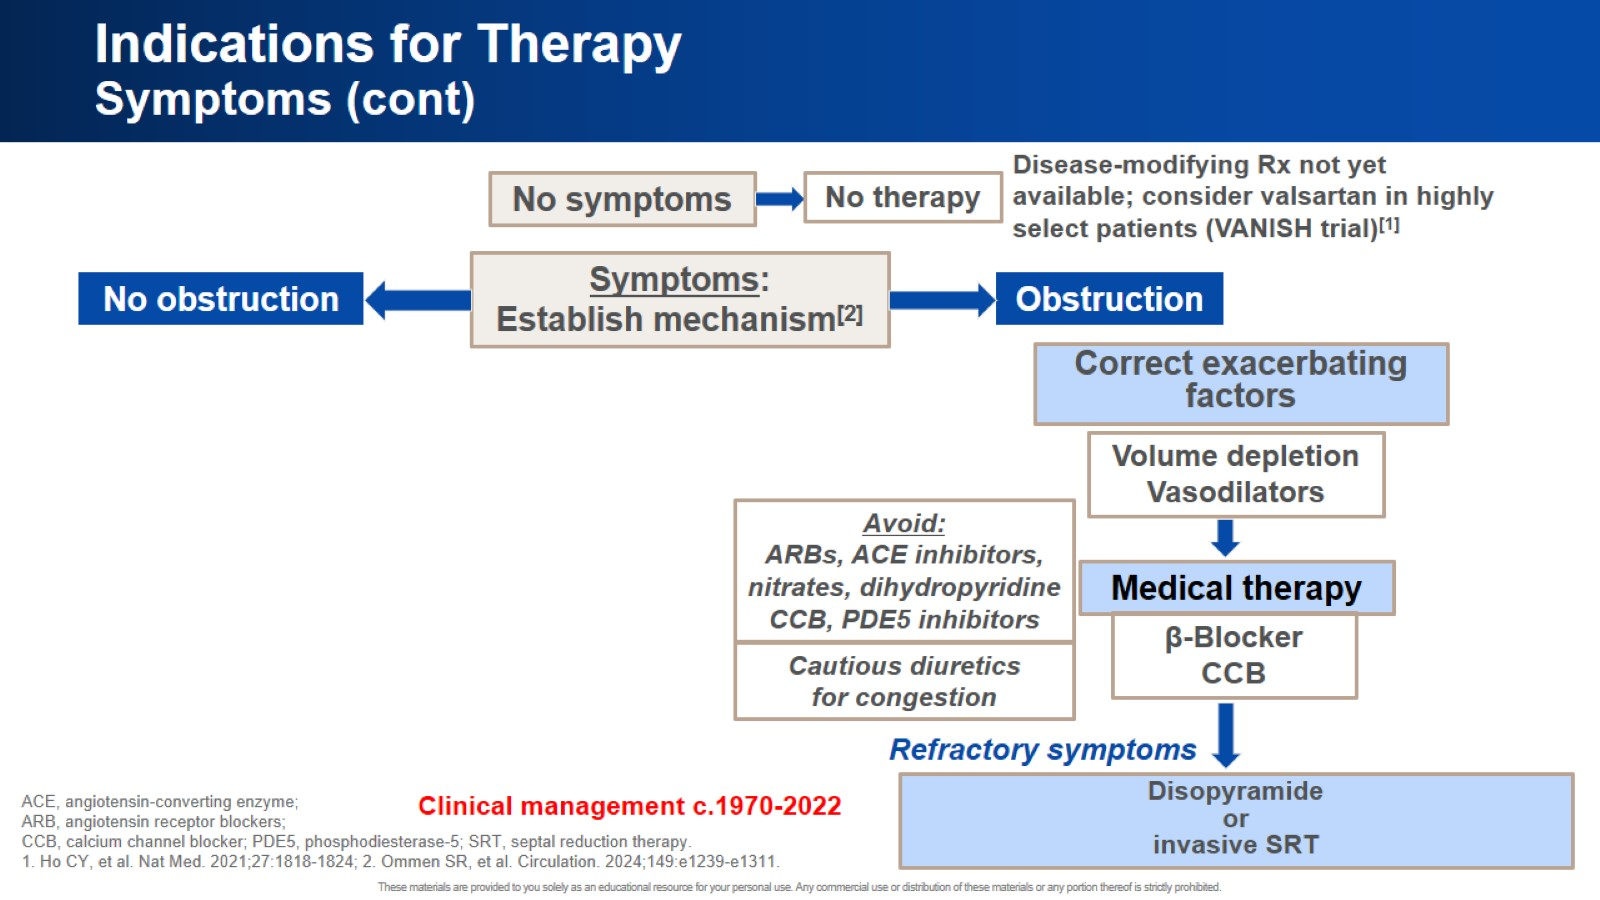 Indications for Therapy
Symptoms (cont)
No symptoms
No therapy
Disease-modifying Rx not yet
available; consider valsartan in highly
select patients (VANISH trial)[1]
No obstruction
Symptoms:
Establish mechanism[2]
Obstruction
Correct exacerbating
factors
Volume depletion
Vasodilators
Avoid:
ARBs, ACE inhibitors,
nitrates, dihydropyridine
CCB, PDE5 inhibitors
Cautious diuretics
for congestion
Medical therapy
β-Blocker
CCB
Refractory symptoms
Disopyramide
or
invasive SRT
Clinical management c.1970-2022
ACE, angiotensin-converting enzyme;
ARB, angiotensin receptor blockers;
CCB, calcium channel blocker; PDE5, phosphodiesterase-5; SRT, septal reduction therapy.
1. Ho CY, et al. Nat Med. 2021;27:1818-1824; 2. Ommen SR, et al. Circulation. 2024;149:e1239-e1311.
These materials are provided to you solely as an educational resource for your personal use. Any commercial use or distribution of these materials or any portion thereof is strictly prohibited.